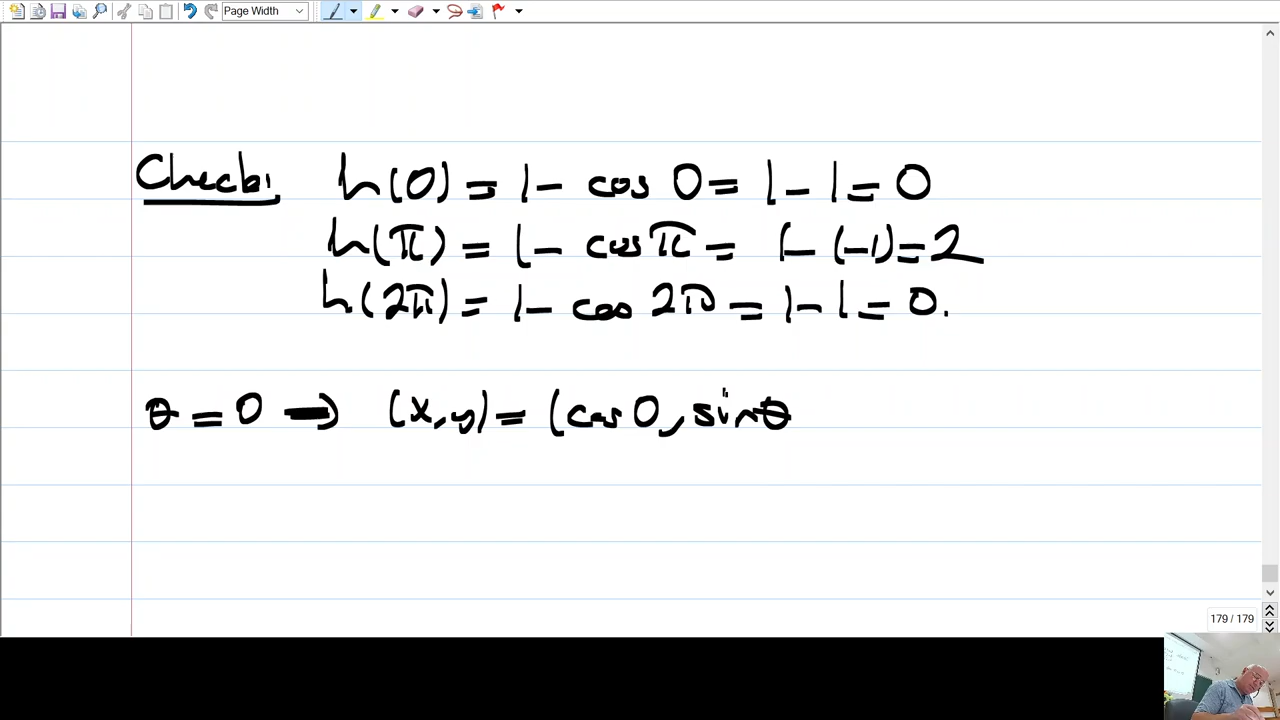 Page Width
Check: h(0) = 1 - cos 0 = 1 - 1 = 0
h(π) = 1 - cos π = 1 - (-1) = 2
h(2π) = 1 - cos 2π = 1 - 1 = 0.
θ = 0 → (x, y) = (cos 0, sin θ
179 / 179